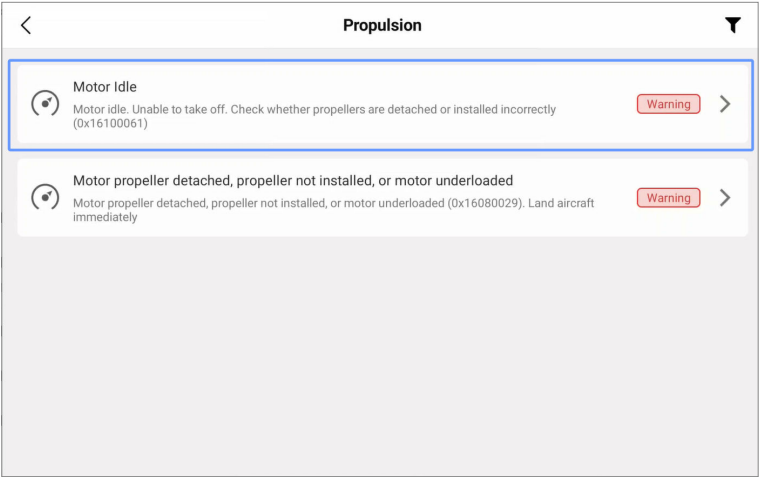 Propulsion
Motor Idle
Motor idle. Unable to take off. Check whether propellers are detached or installed incorrectly
(0x16100061)
Warning
Motor propeller detached, propeller not installed, or motor underloaded
Motor propeller detached, propeller not installed, or motor underloaded (0x16080029). Land aircraft
immediately
Warning